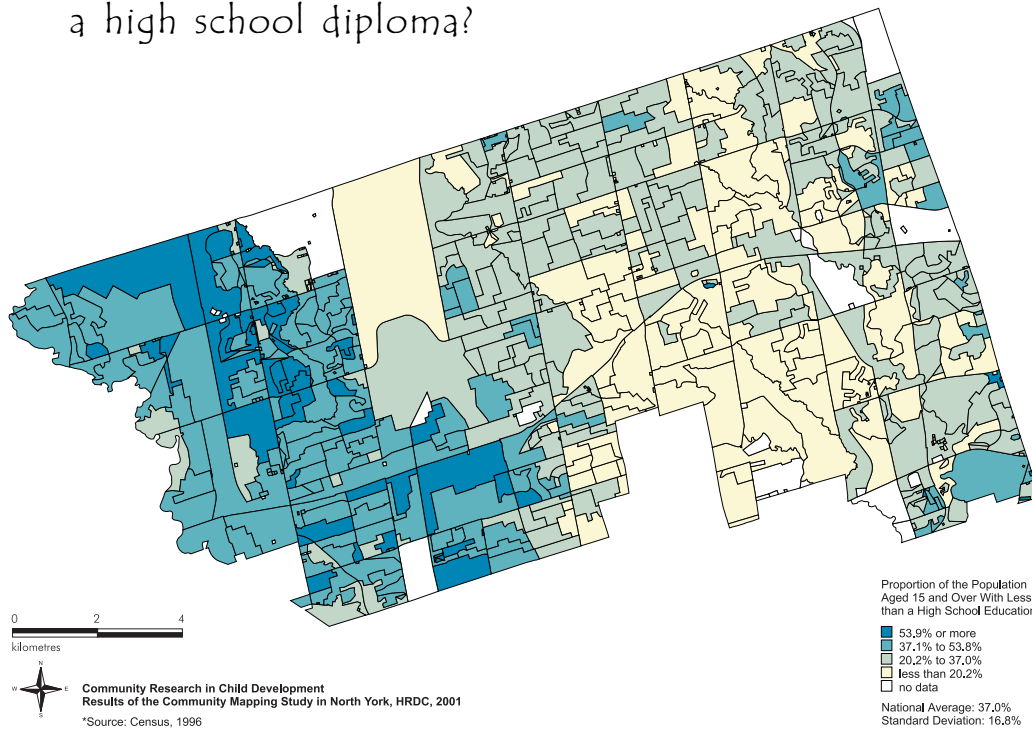 a high school diploma?
0 2 4
kilometres
N
W E
S
Community Research in Child Development
Results of the Community Mapping Study in North York, HRDC, 2001
*Source: Census, 1996
Proportion of the Population
Aged 15 and Over With Less
than a High School Education
53.9% or more
37.1% to 53.8%
20.2% to 37.0%
less than 20.2%
no data
National Average: 37.0%
Standard Deviation: 16.8%